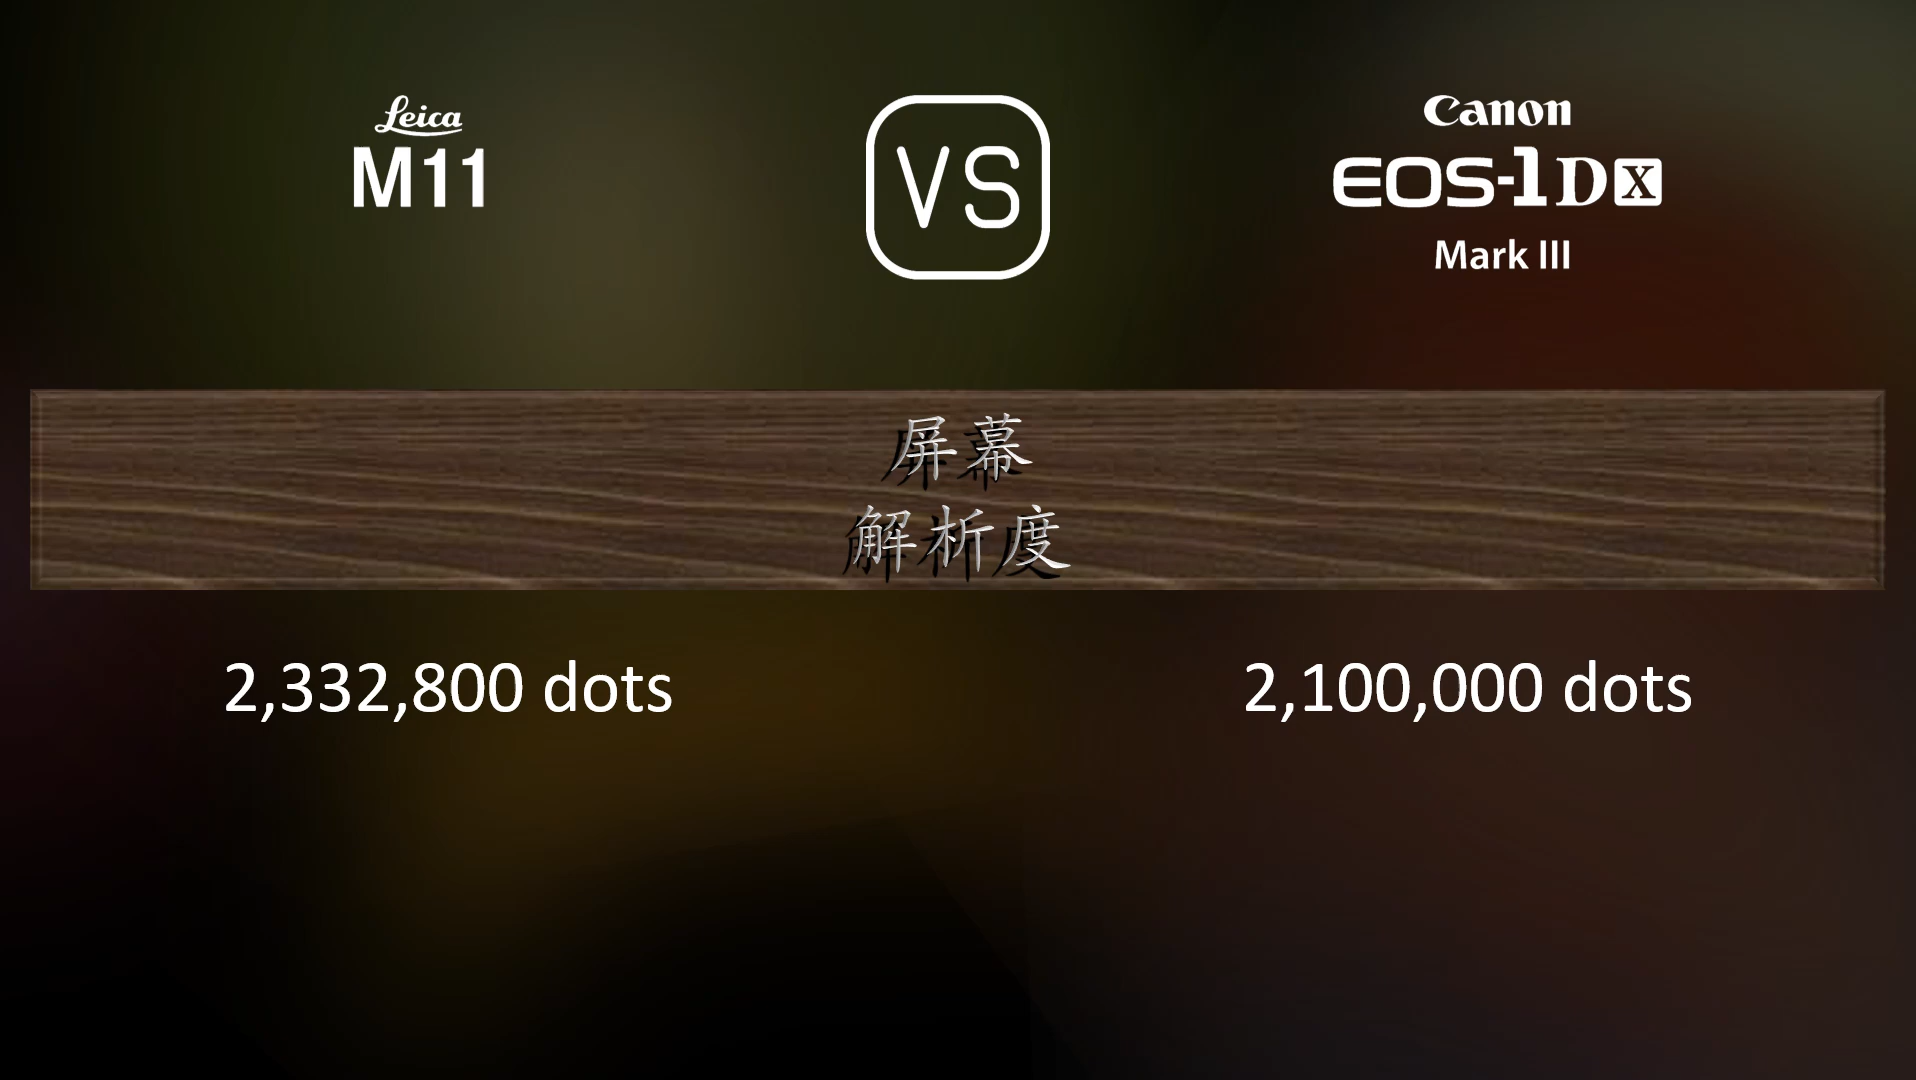 Leica
M11
VS
Canon
EOS-1DX
Mark III
屏幕
解析度
2,332,800 dots
2,100,000 dots